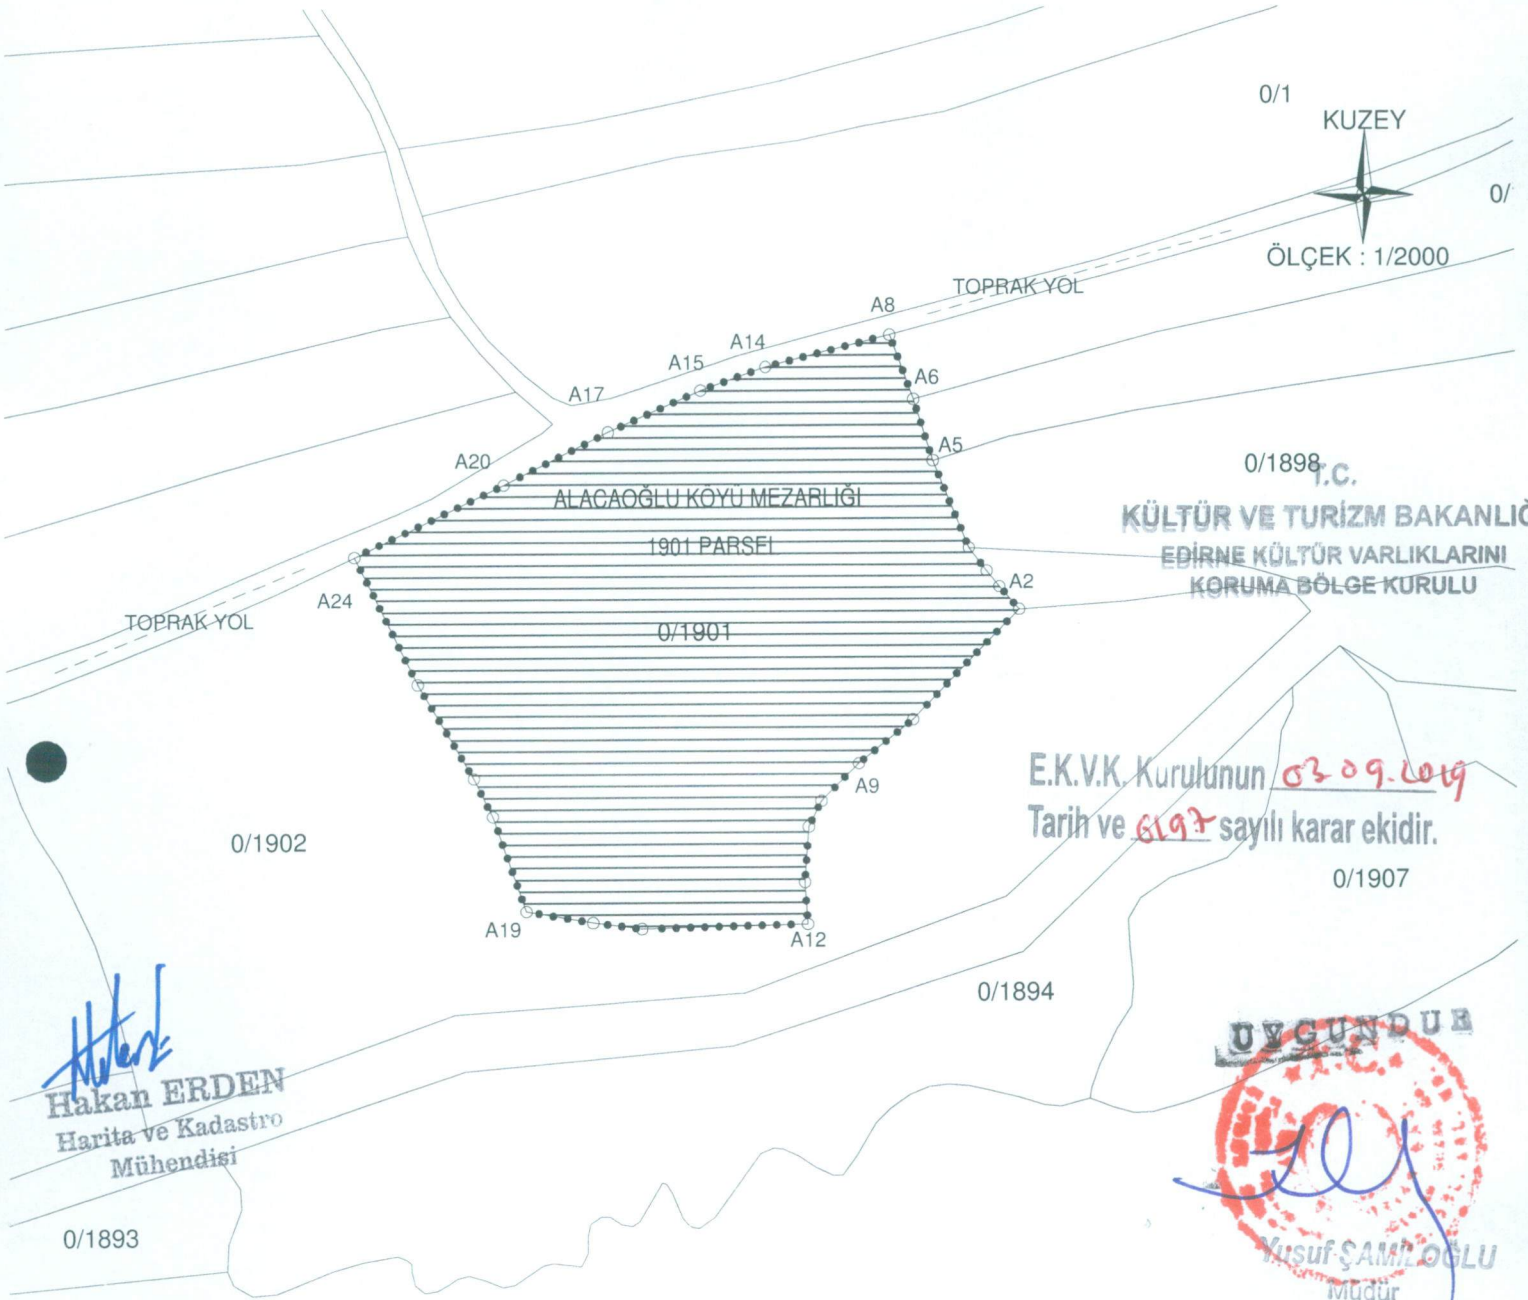 0/1
KUZEY
0/
ÖLÇEK : 1/2000
TOPRAK YOL
A8
A14
A15
A6
A17
A5
A20
0/1898
T.C.
KÜLTÜR VE TURİZM BAKANLIĞ
EDİRNE KÜLTÜR VARLIKLARINI
KORUMA BÖLGE KURULU
ALACAOĞLU KÖYÜ MEZARLIĞI
1901 PARSEL
A2
A24
TOPRAK YOL
0/1901
E.K.V.K. Kurulunun 03.09.2019
Tarih ve sayılı karar ekidir.
A9
0/1902
0/1907
A19
A12
0/1894
UYGUNDUR
Hakan ERDEN
Harita ve Kadastro
Mühendisi
0/1893
Yusuf ŞAMİLOĞLU
Müdür